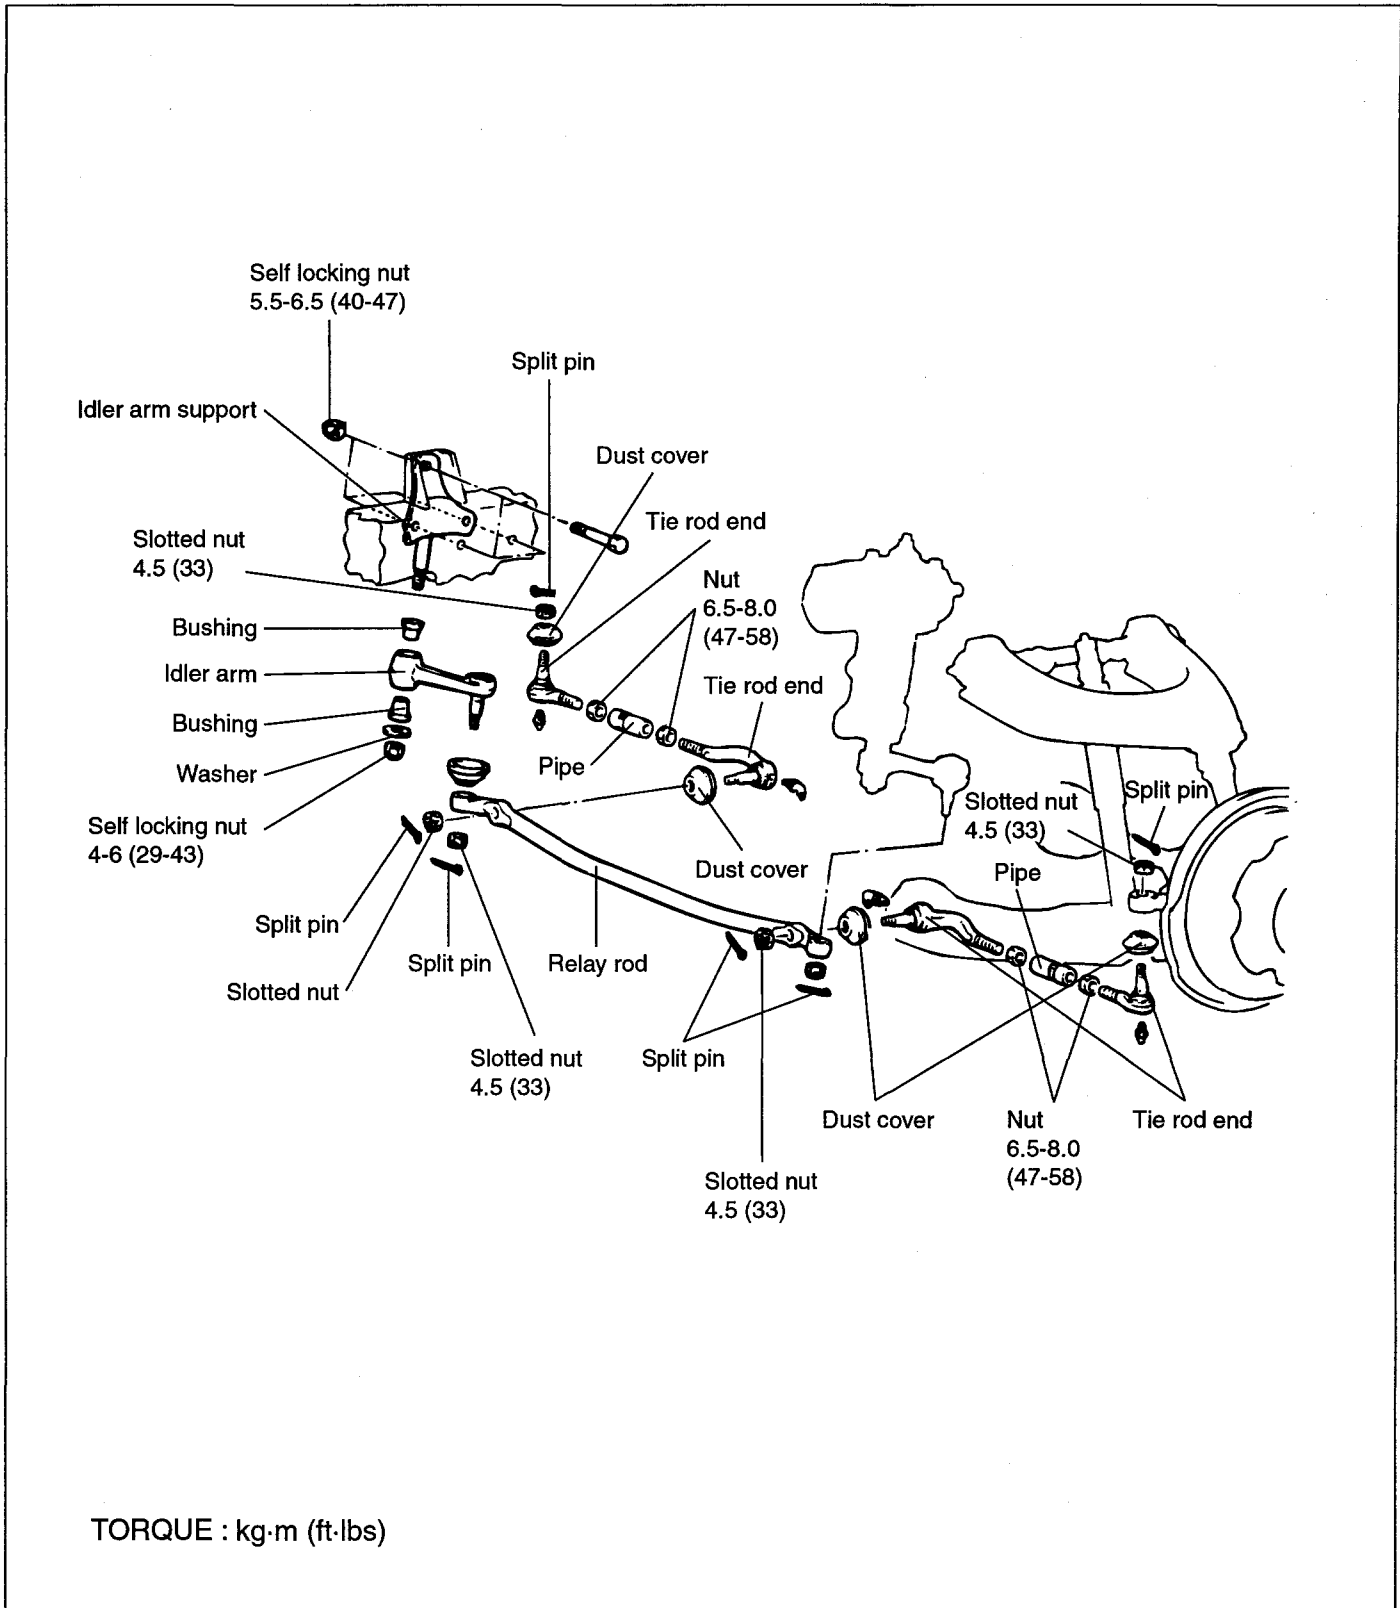 Self locking nut
5.5-6.5 (40-47)
Split pin
Idler arm support
Dust cover
Tie rod end
Slotted nut
4.5 (33)
Nut
6.5-8.0
(47-58)
Bushing
Idler arm
Tie rod end
Bushing
Washer
Pipe
Self locking nut
4-6 (29-43)
Slotted nut
4.5 (33)
Split pin
Dust cover
Pipe
Split pin
Split pin
Relay rod
Slotted nut
Slotted nut
4.5 (33)
Split pin
Dust cover
Nut
6.5-8.0
(47-58)
Tie rod end
Slotted nut
4.5 (33)
TORQUE : kg·m (ft·lbs)